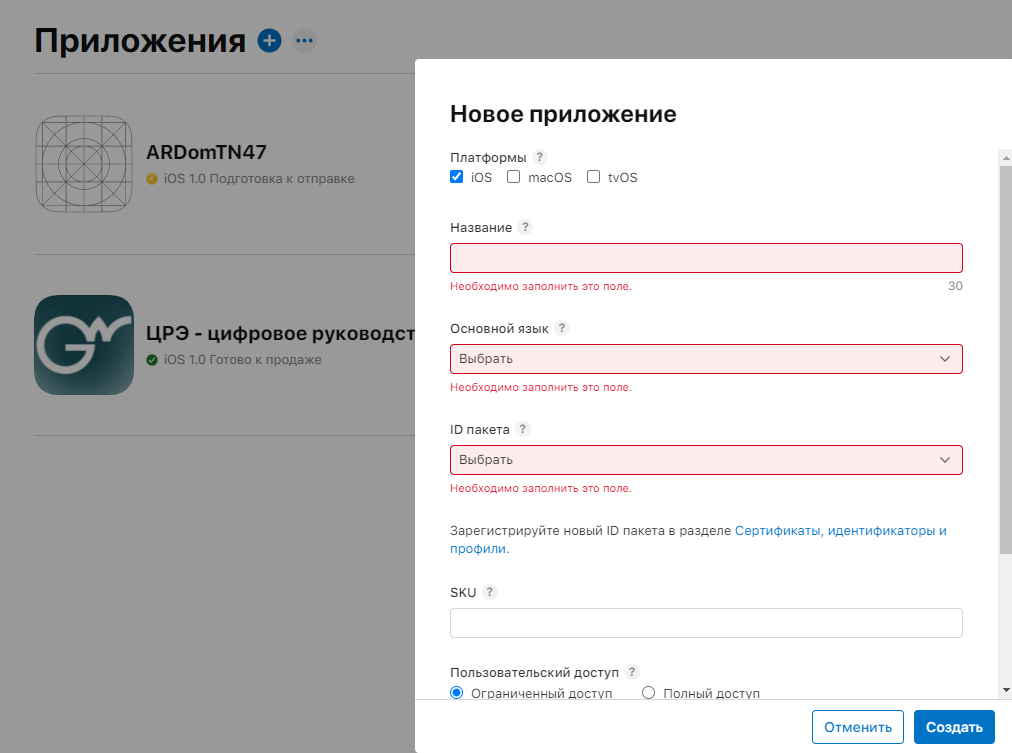 Приложения
ARDomTN47
iOS 1.0 Подготовка к отправке
ЦРЭ - цифровое руководст
iOS 1.0 Готово к продаже
Новое приложение
Платформы ?
iOS macOS tvOS
Название ?
Необходимо заполнить это поле. 30
Основной язык ?
Выбрать
Необходимо заполнить это поле.
ID пакета ?
Выбрать
Необходимо заполнить это поле.
Зарегистрируйте новый ID пакета в разделе Сертификаты, идентификаторы и
профили.
SKU ?
Пользовательский доступ ?
Ограниченный доступ Полный доступ
Отменить Создать